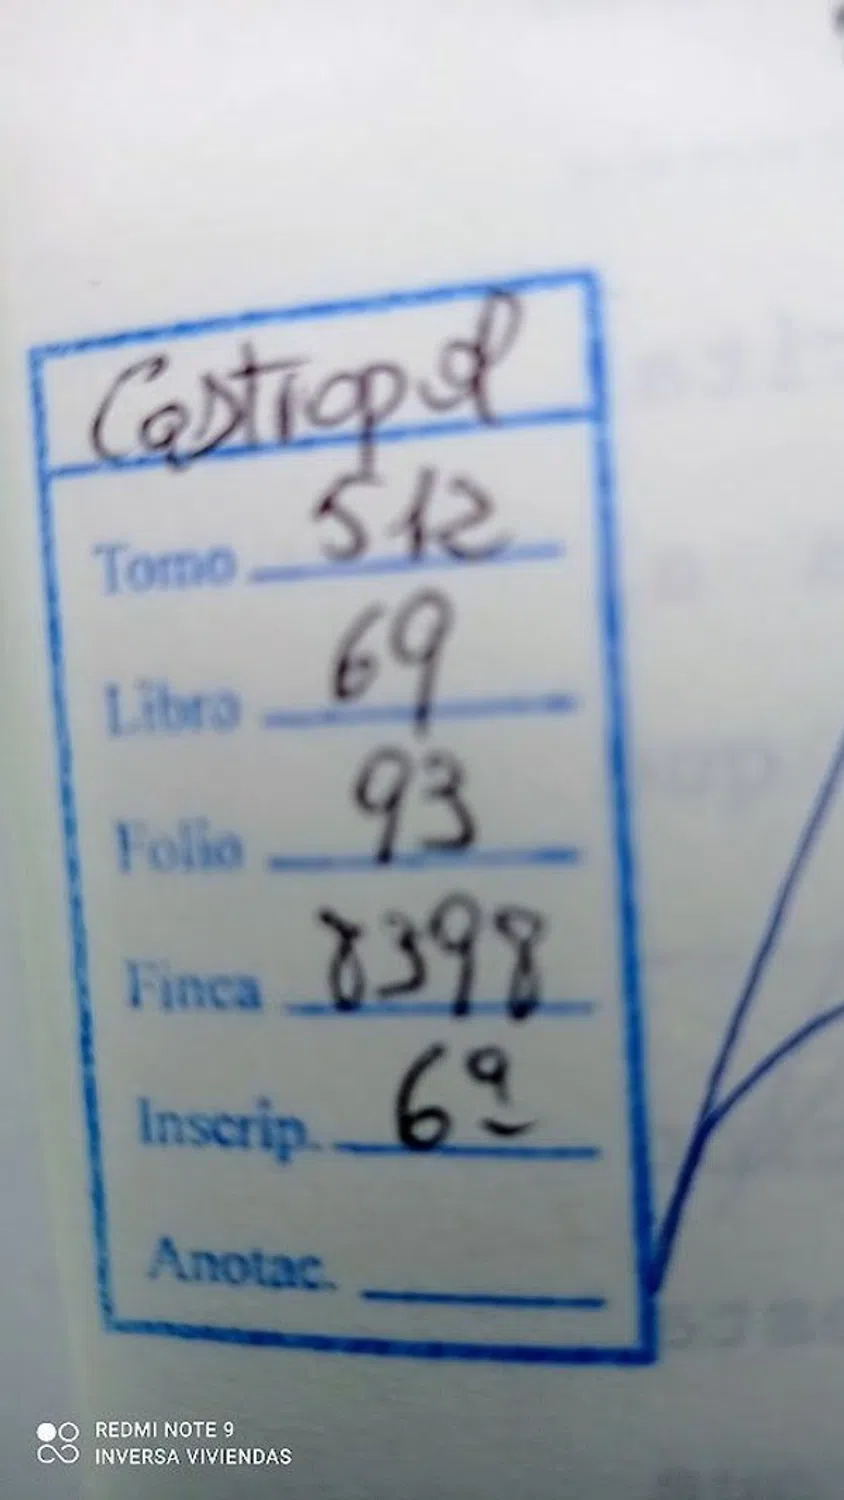 Castropol
Tomo 512
Libro 69
Folio 93
Finca 8398
Inscrip. 6ª
Anotac.
REDMI NOTE 9
INVERSA VIVIENDAS